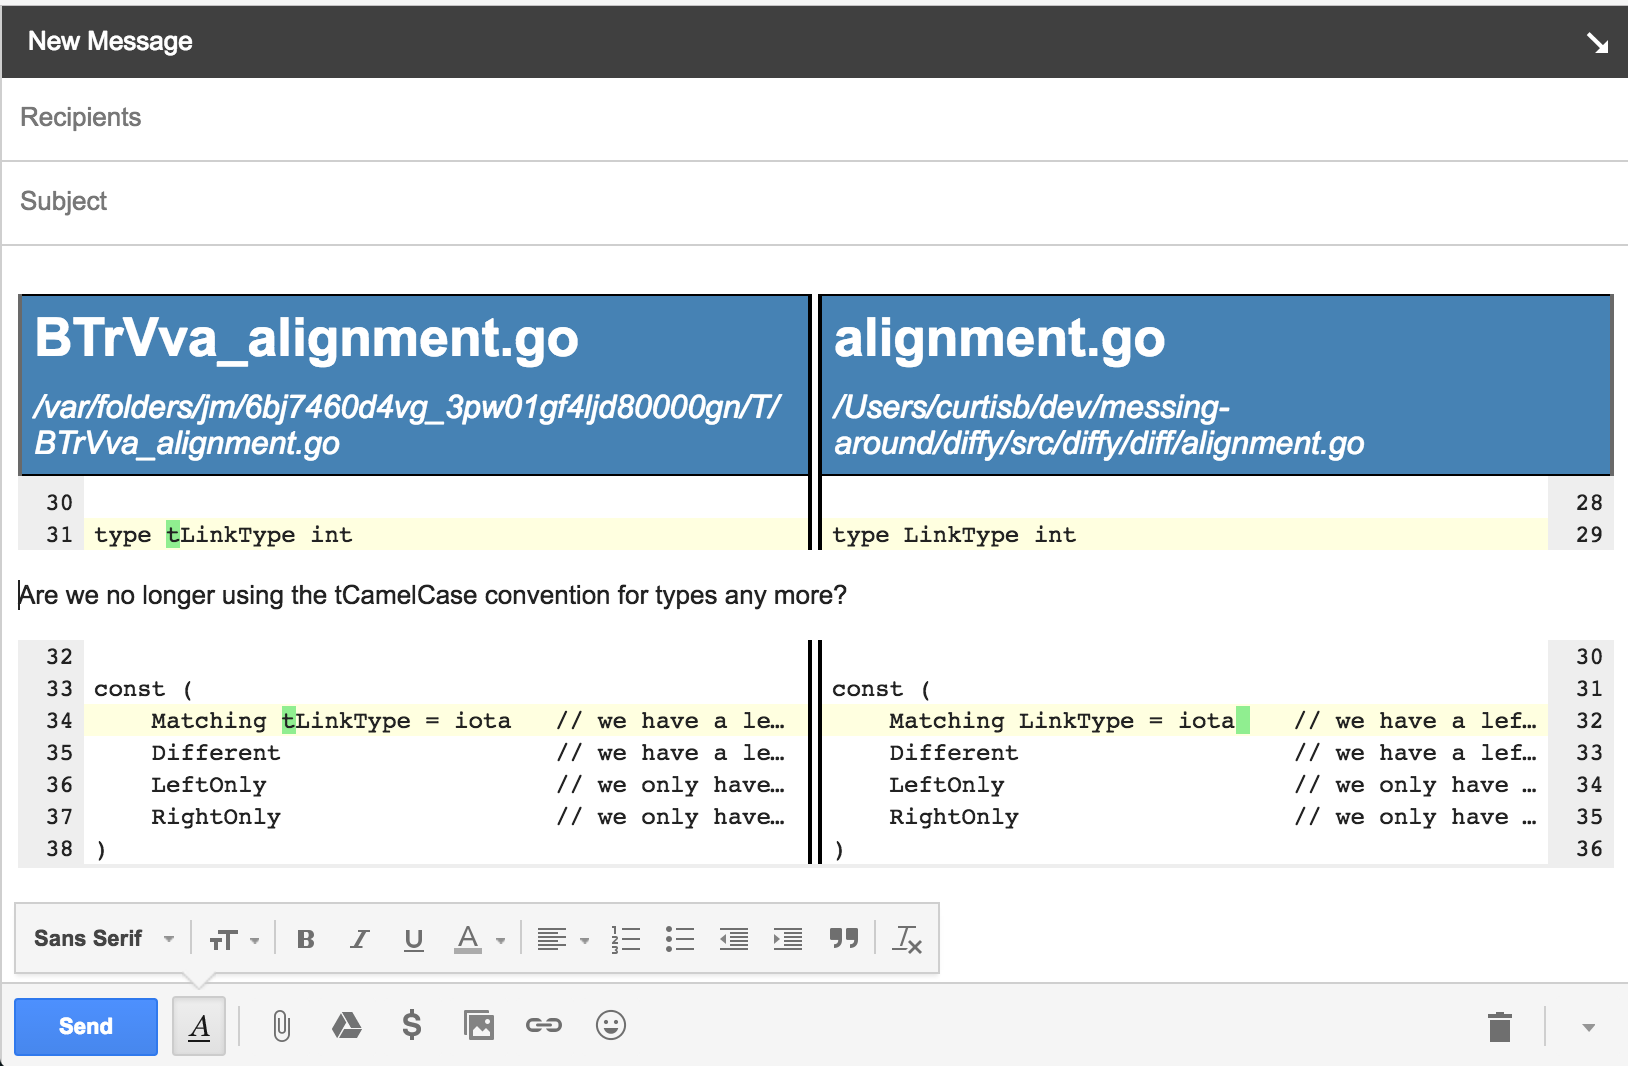 New Message
Recipients
Subject
BTrVva_alignment.go
/var/folders/jm/6bj7460d4vg_3pw01gf4ljd80000gn/T/
BTrVva_alignment.go
alignment.go
/Users/curtisb/dev/messing-
around/diffy/src/diffy/diff/alignment.go
30
31 type tLinkType int
28
type LinkType int 29
Are we no longer using the tCamelCase convention for types any more?
32
33 const (
34 Matching tLinkType = iota // we have a le…
35 Different // we have a le…
36 LeftOnly // we only have…
37 RightOnly // we only have…
38 )
30
const ( 31
Matching LinkType = iota // we have a lef… 32
Different // we have a lef… 33
LeftOnly // we only have … 34
RightOnly // we only have … 35
) 36
Sans Serif
Send